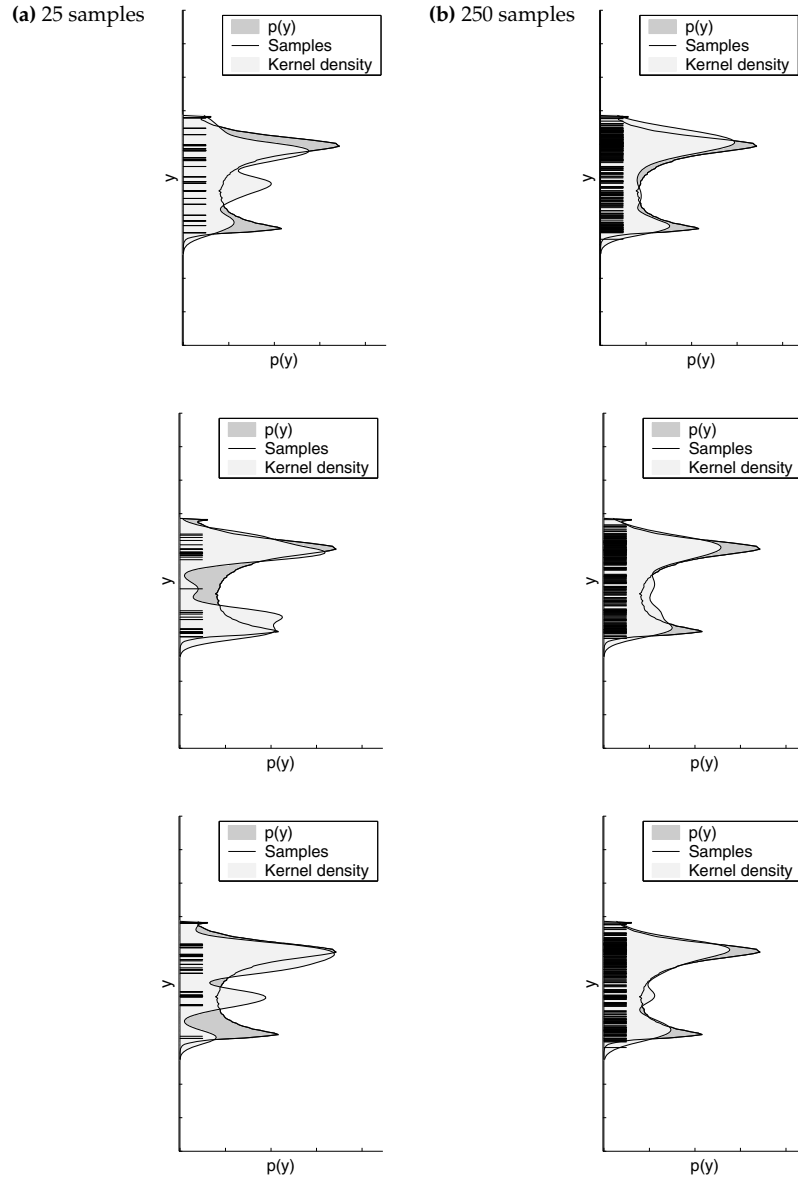 (a) 25 samples
p(y)
Samples
Kernel density
y
p(y)
(b) 250 samples
p(y)
Samples
Kernel density
y
p(y)
p(y)
Samples
Kernel density
y
p(y)
p(y)
Samples
Kernel density
y
p(y)
p(y)
Samples
Kernel density
y
p(y)
p(y)
Samples
Kernel density
y
p(y)